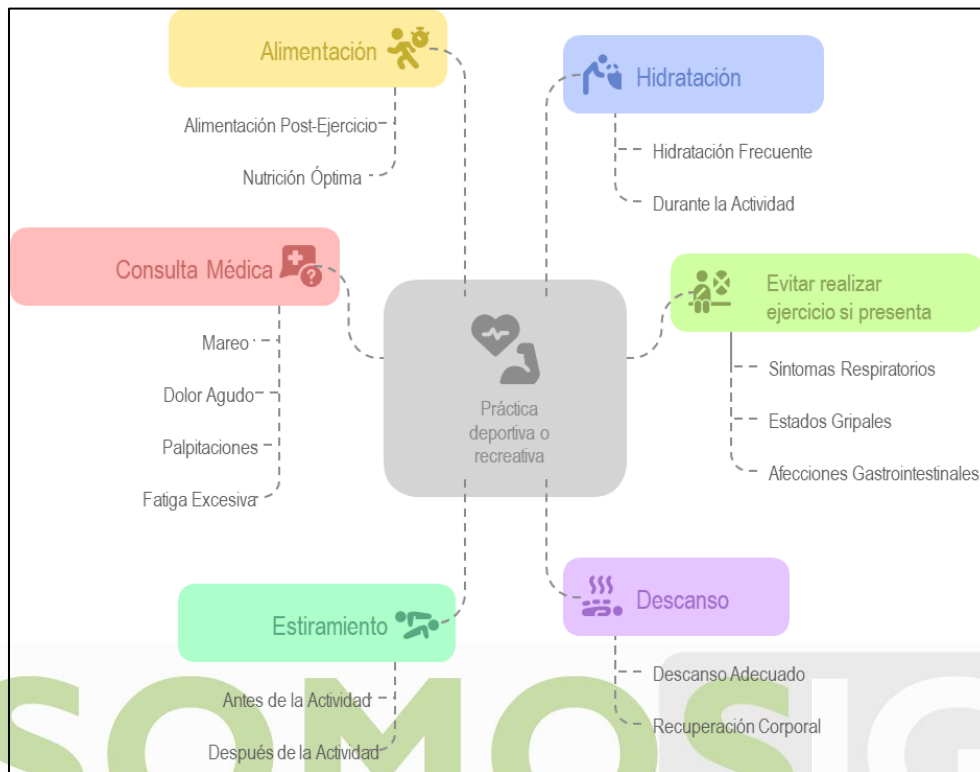 Alimentación
Alimentación Post-Ejercicio
Nutrición Óptima
Hidratación
Hidratación Frecuente
Durante la Actividad
Consulta Médica
Mareo
Dolor Agudo
Palpitaciones
Fatiga Excesiva
Evitar realizar
ejercicio si presenta
Síntomas Respiratorios
Estados Gripales
Afecciones Gastrointestinales
Práctica
deportiva o
recreativa
Estiramiento
Antes de la Actividad
Después de la Actividad
Descanso
Descanso Adecuado
Recuperación Corporal
SOMOS